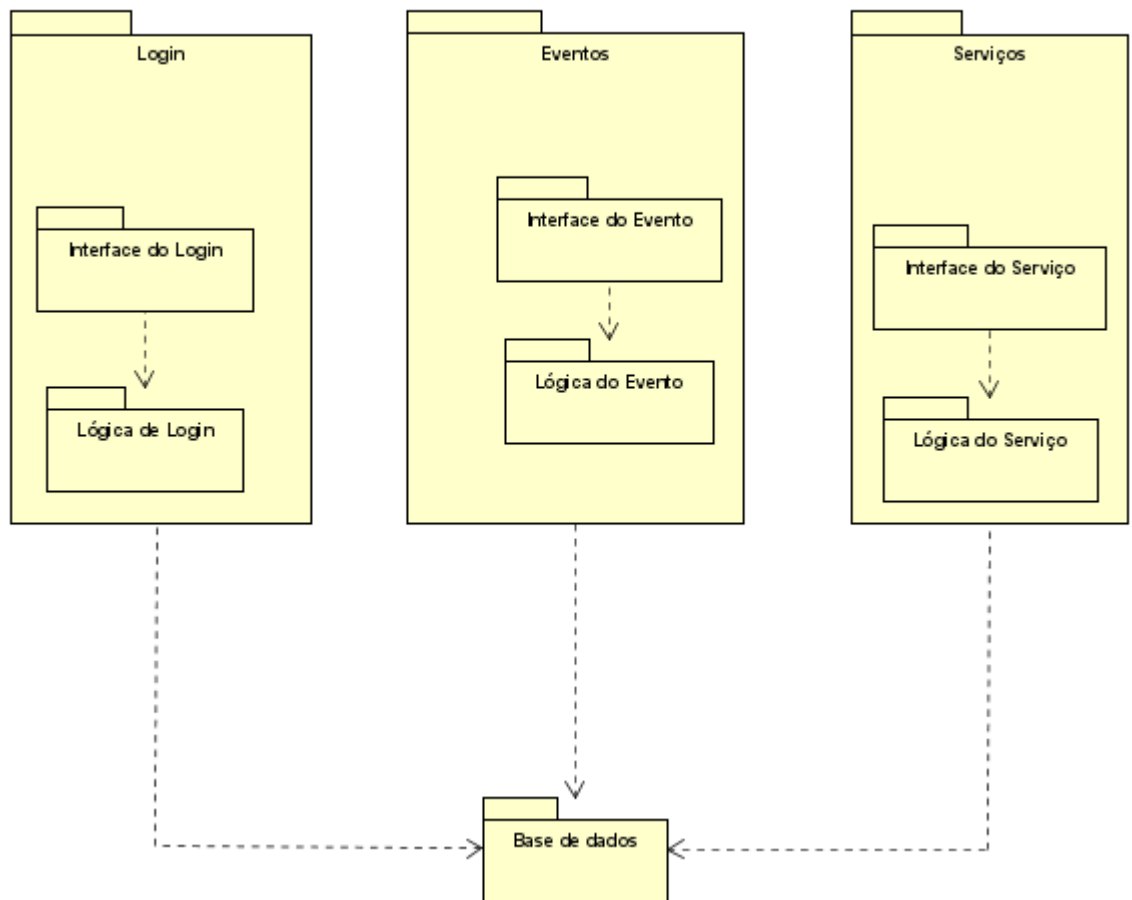 Login
Eventos
Serviços
Interface do Login
Interface do Evento
Interface do Serviço
Lógica de Login
Lógica do Evento
Lógica do Serviço
Base de dados